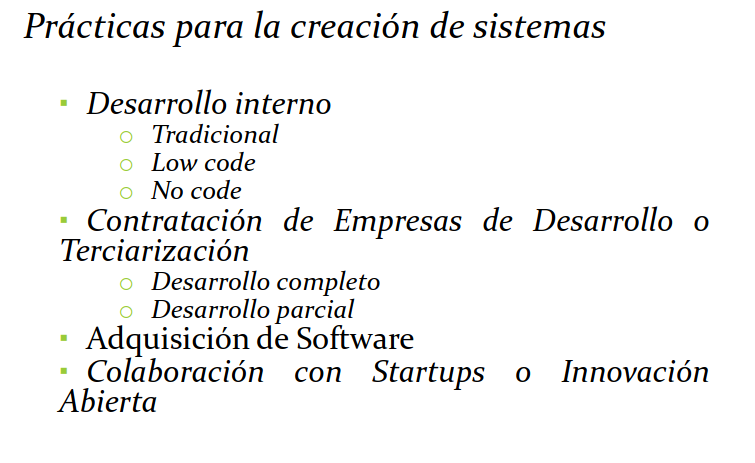 Prácticas para la creación de sistemas
▪ Desarrollo interno
o Tradicional
o Low code
o No code
▪ Contratación de Empresas de Desarrollo o
Terciarización
o Desarrollo completo
o Desarrollo parcial
▪ Adquisición de Software
▪ Colaboración con Startups o Innovación
Abierta